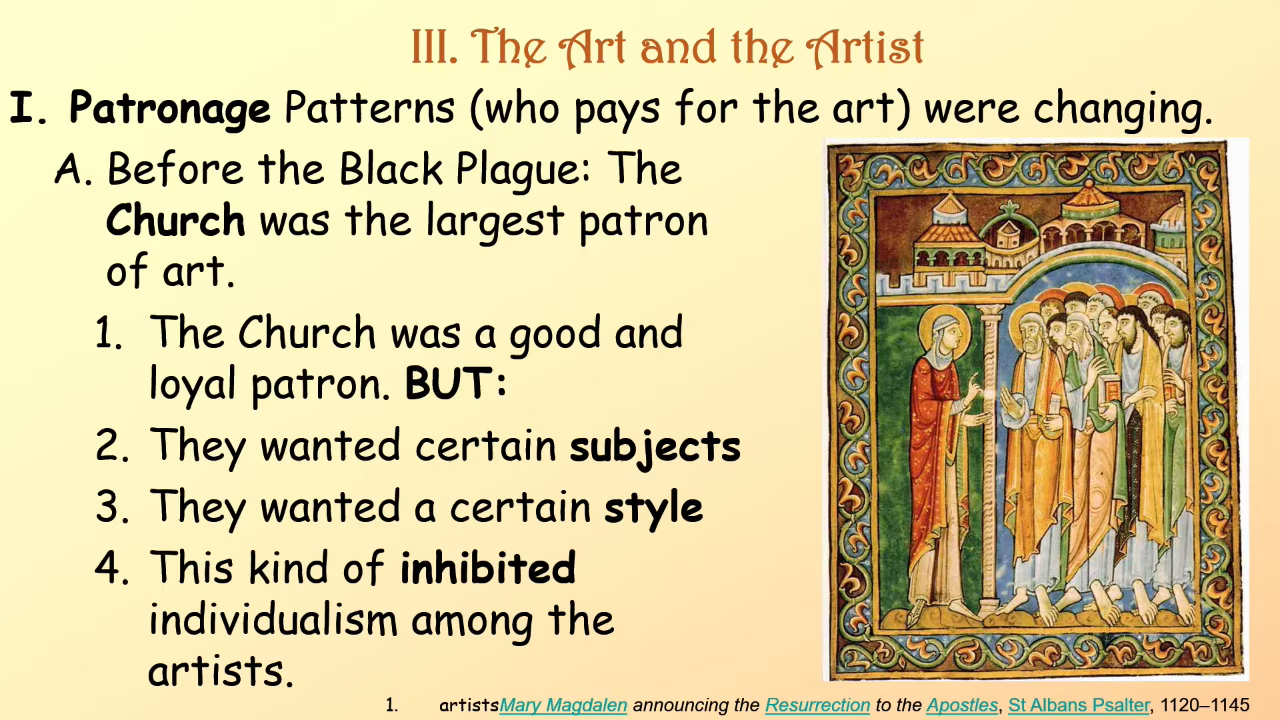 III. The Art and the Artist
I. Patronage Patterns (who pays for the art) were changing.
A. Before the Black Plague: The
Church was the largest patron
of art.
1. The Church was a good and
loyal patron. BUT:
2. They wanted certain subjects
3. They wanted a certain style
4. This kind of inhibited
individualism among the
artists.
1. artistsMary Magdalen announcing the Resurrection to the Apostles, St Albans Psalter, 1120–1145